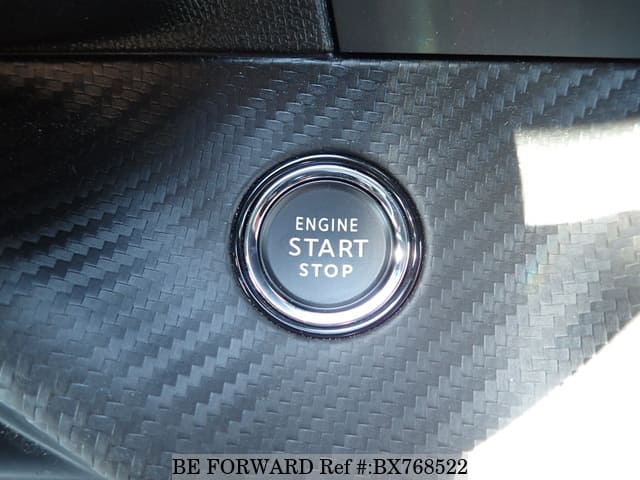 ENGINE
START
STOP
BE FORWARD Ref #:BX768522